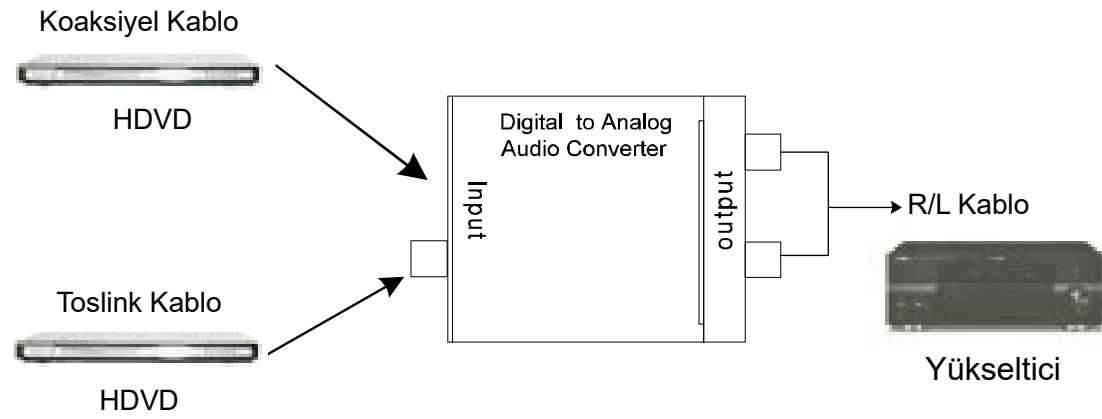 Koaksiyel Kablo
HDVD
Digital to Analog
Audio Converter
Input
output
R/L Kablo
Toslink Kablo
HDVD
Yükseltici